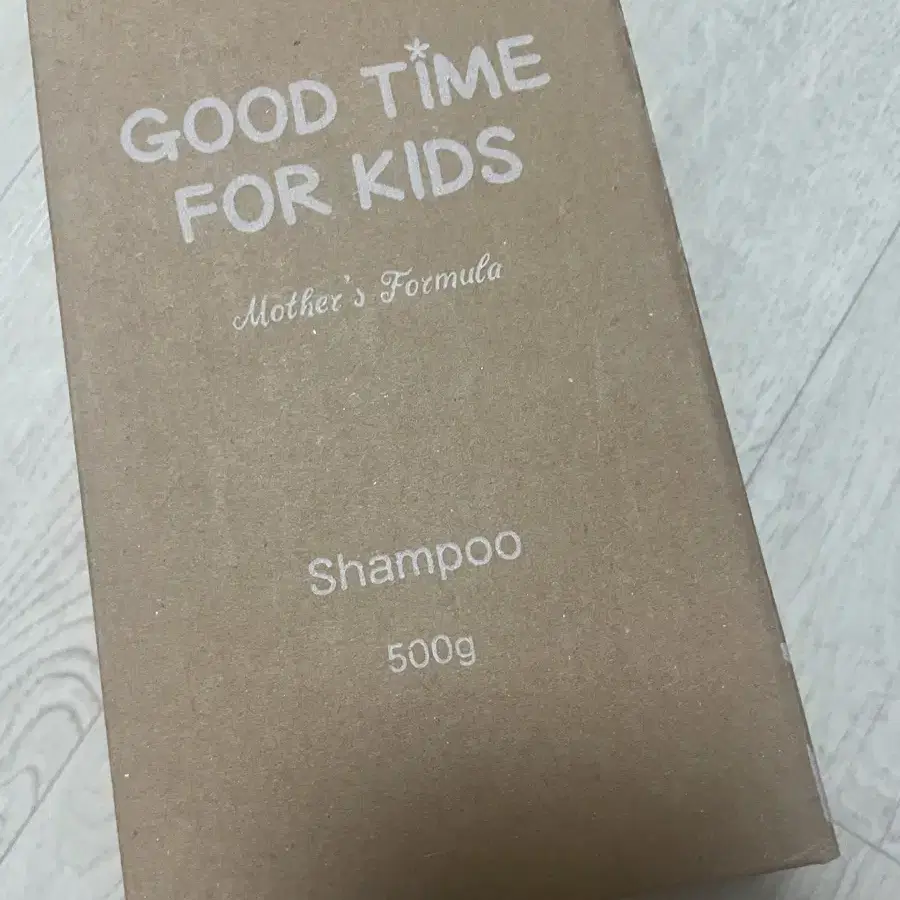 GOOD TIME
FOR KIDS
Mother's Formula
Shampoo
500g